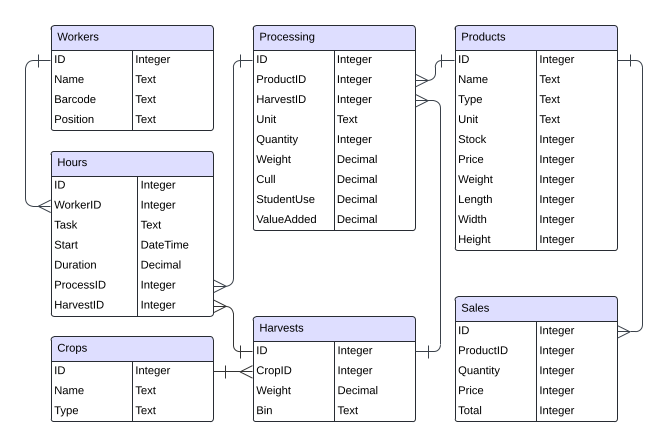 Workers
ID Integer
Name Text
Barcode Text
Position Text
Hours
ID Integer
WorkerID Integer
Task Text
Start DateTime
Duration Decimal
ProcessID Integer
HarvestID Integer
Crops
ID Integer
Name Text
Type Text
Processing
ID Integer
ProductID Integer
HarvestID Integer
Unit Text
Quantity Integer
Weight Decimal
Cull Decimal
StudentUse Decimal
ValueAdded Decimal
Harvests
ID Integer
CropID Integer
Weight Decimal
Bin Text
Products
ID Integer
Name Text
Type Text
Unit Text
Stock Integer
Price Integer
Weight Integer
Length Integer
Width Integer
Height Integer
Sales
ID Integer
ProductID Integer
Quantity Integer
Price Integer
Total Integer